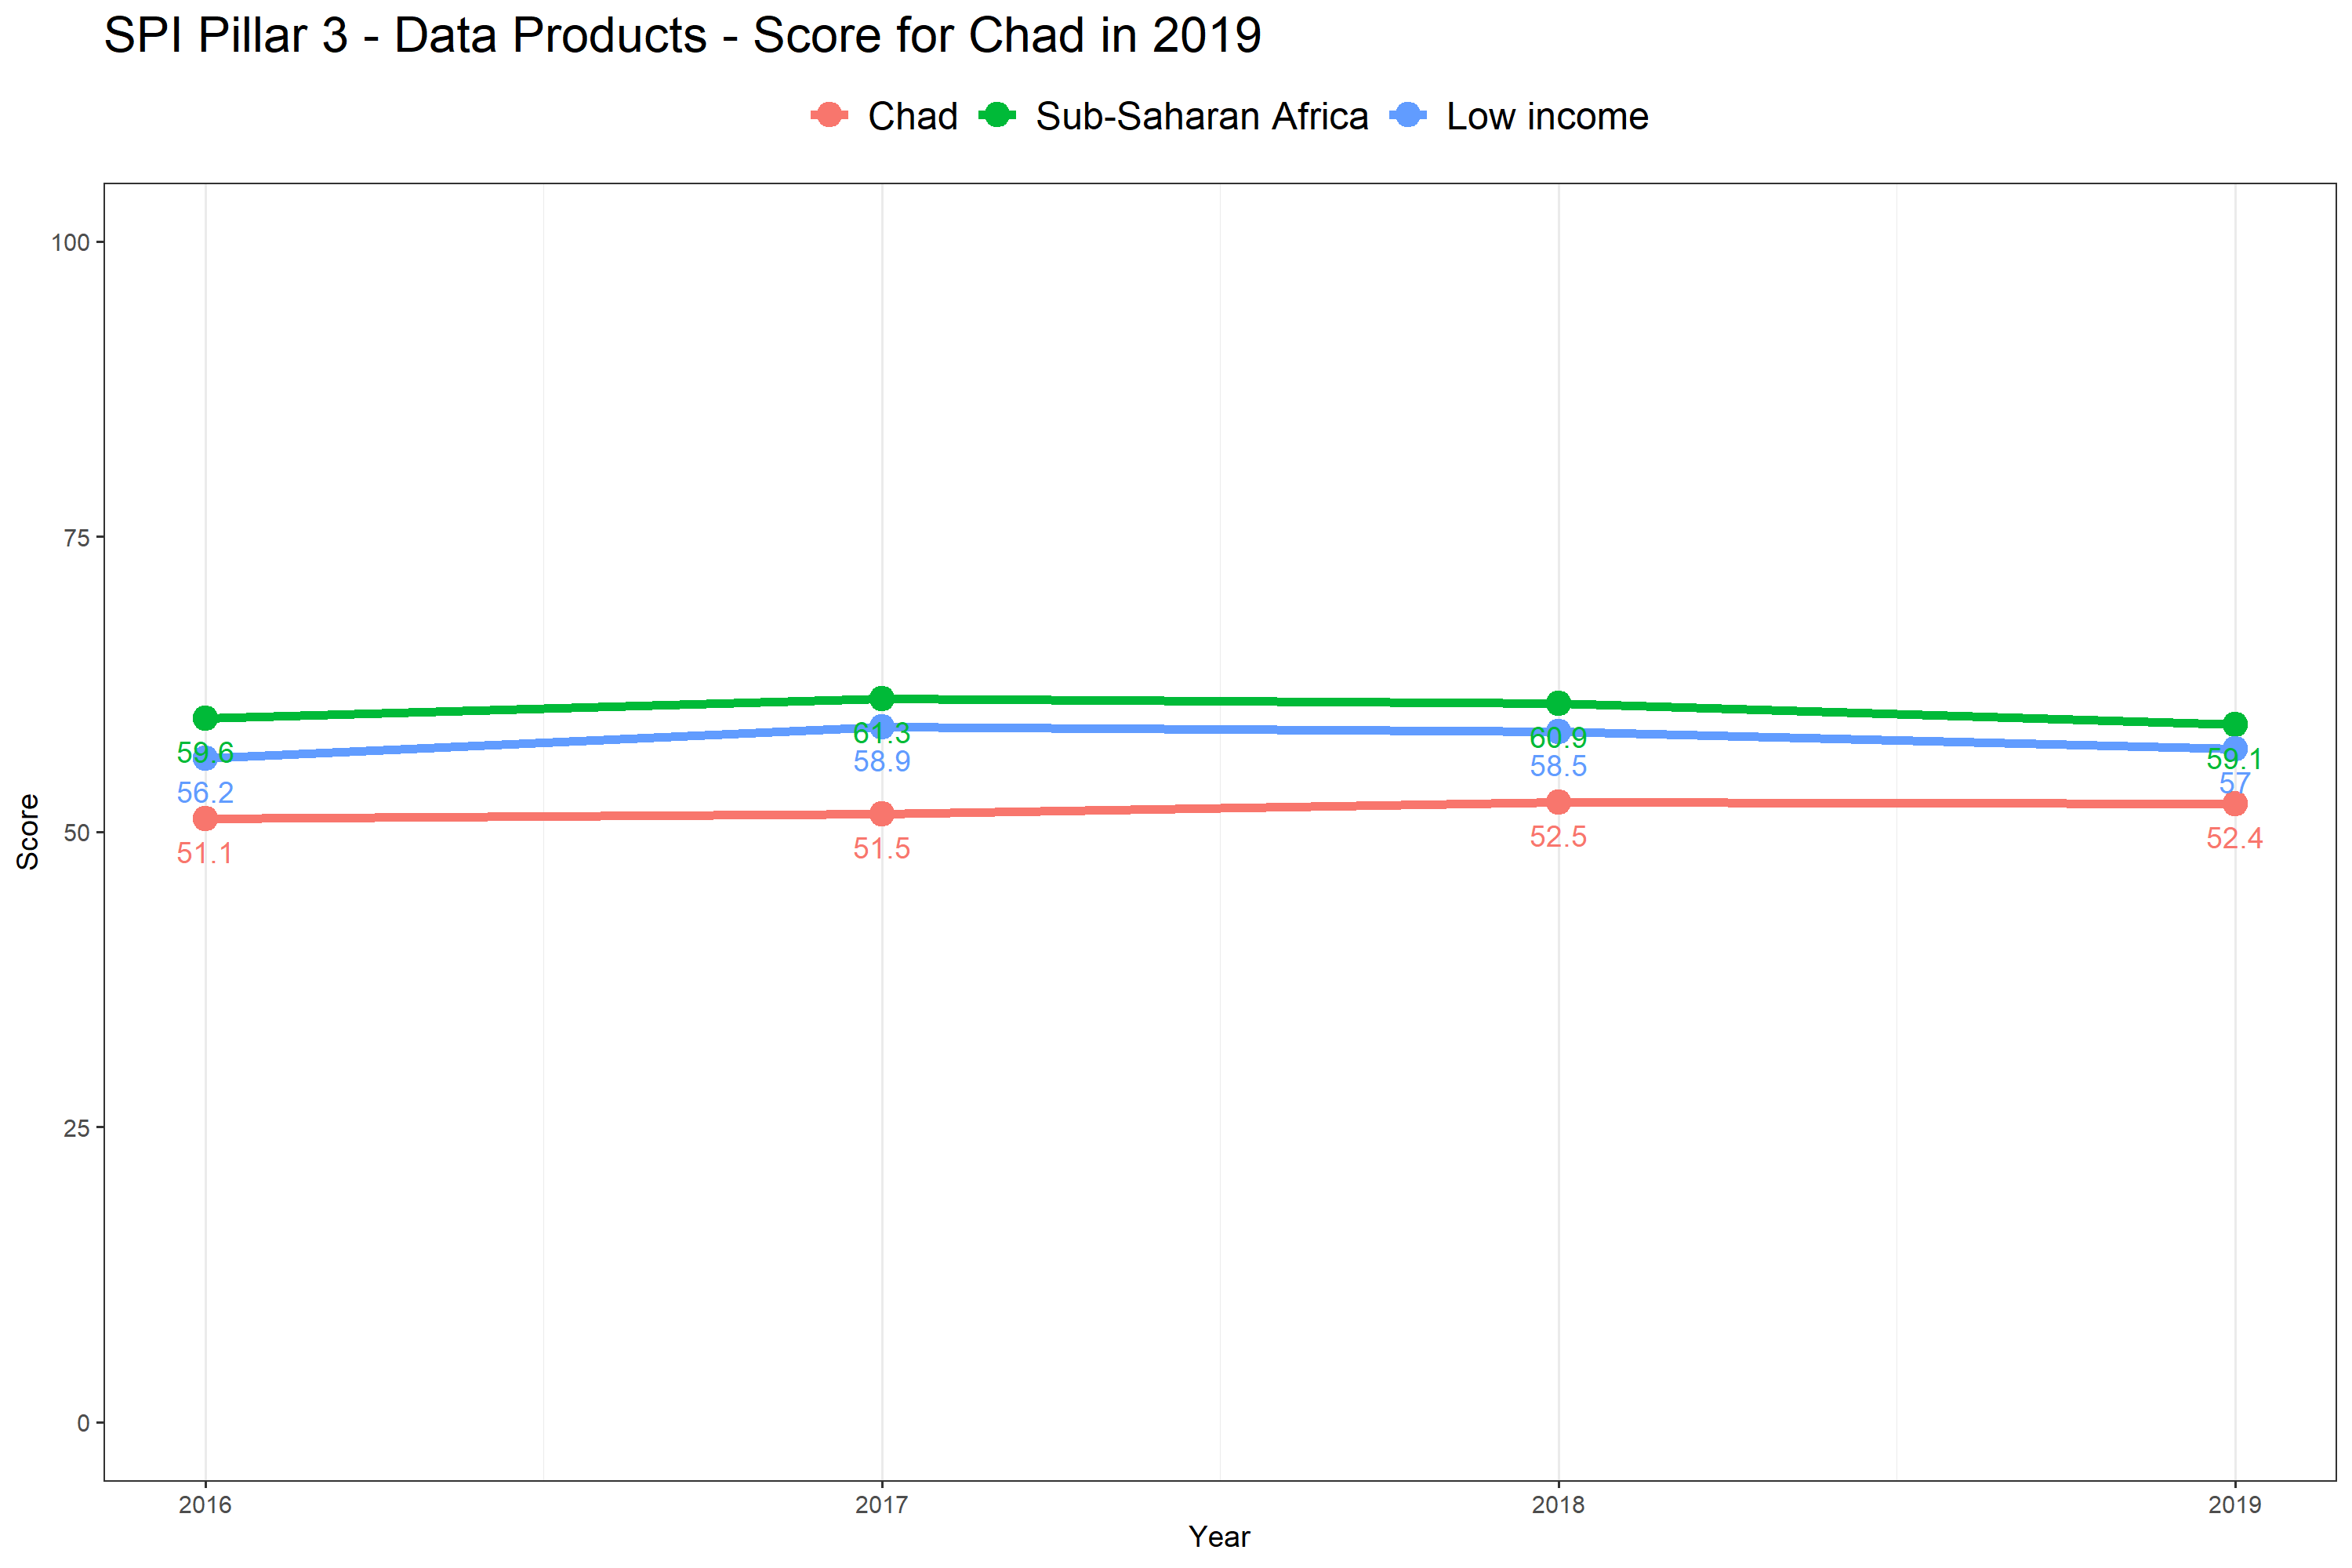 SPI Pillar 3 - Data Products - Score for Chad in 2019
Chad Sub-Saharan Africa Low income
100
75
50
25
0
Score
59.6 61.3 60.9 59.1
56.2 58.9 58.5 57
51.1 51.5 52.5 52.4
2016 2017 2018 2019
Year